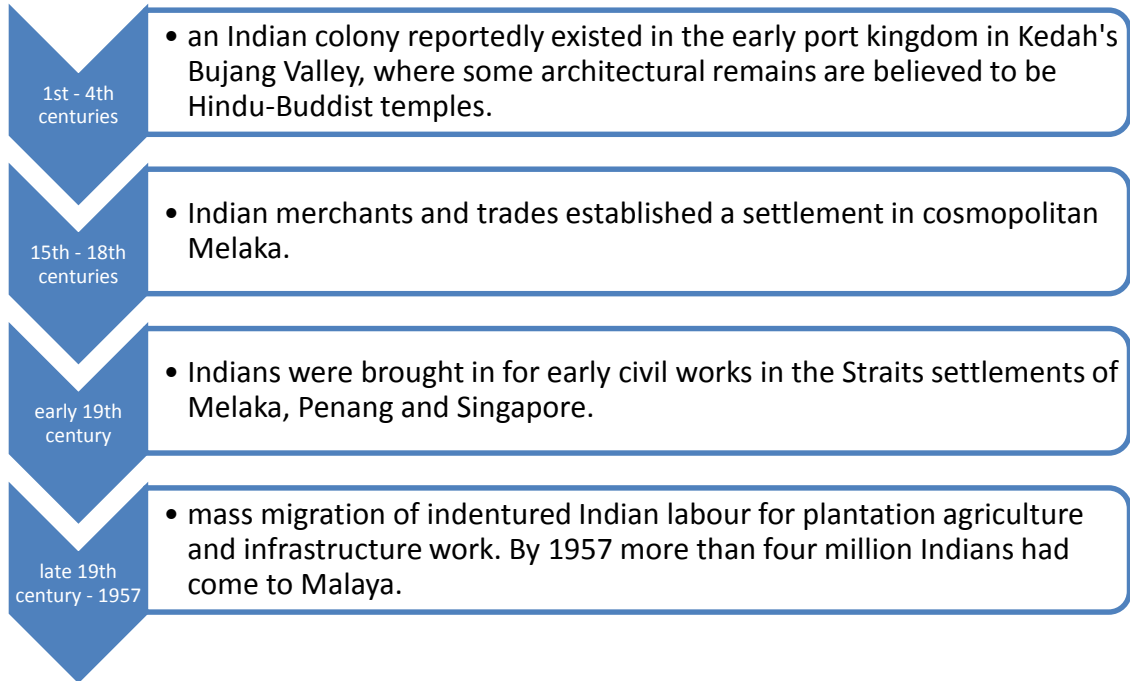 1st - 4th
centuries
• an Indian colony reportedly existed in the early port kingdom in Kedah's
Bujang Valley, where some architectural remains are believed to be
Hindu-Buddist temples.
15th - 18th
centuries
• Indian merchants and trades established a settlement in cosmopolitan
Melaka.
early 19th
century
• Indians were brought in for early civil works in the Straits settlements of
Melaka, Penang and Singapore.
late 19th
century - 1957
• mass migration of indentured Indian labour for plantation agriculture
and infrastructure work. By 1957 more than four million Indians had
come to Malaya.